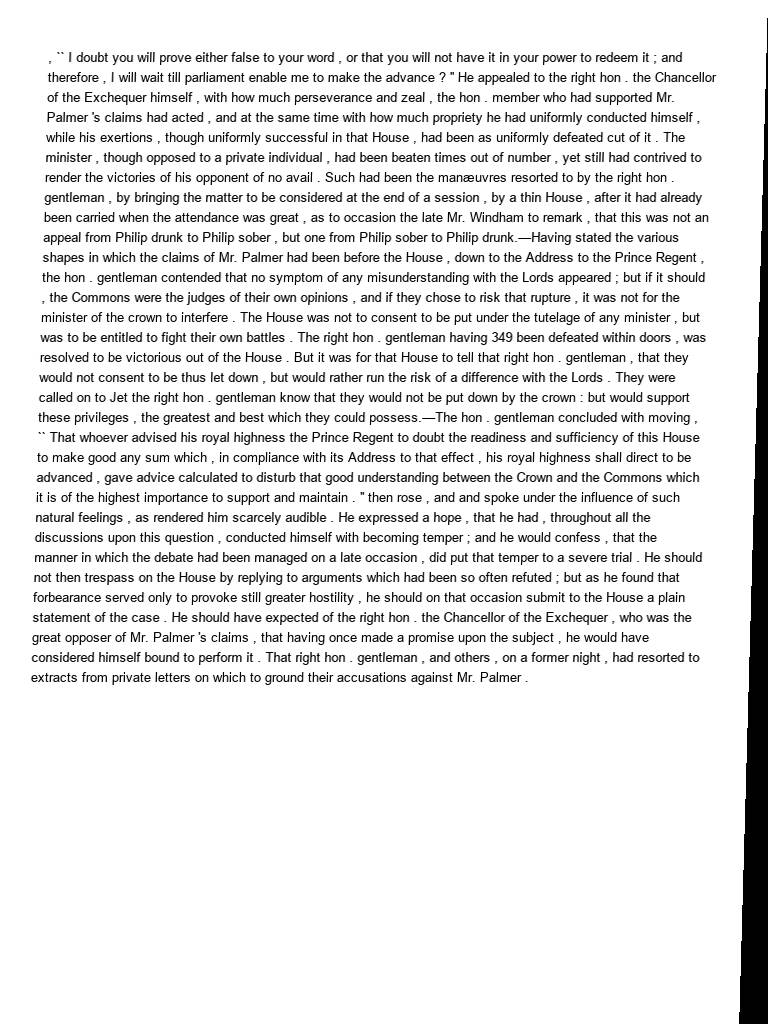 , `` I doubt you will prove either false to your word , or that you will not have it in your power to redeem it ; and
therefore , I will wait till parliament enable me to make the advance ? '' He appealed to the right hon . the Chancellor
of the Exchequer himself , with how much perseverance and zeal , the hon . member who had supported Mr.
Palmer 's claims had acted , and at the same time with how much propriety he had uniformly conducted himself ,
while his exertions , though uniformly successful in that House , had been as uniformly defeated cut of it . The
minister , though opposed to a private individual , had been beaten times out of number , yet still had contrived to
render the victories of his opponent of no avail . Such had been the manæuvres resorted to by the right hon .
gentleman , by bringing the matter to be considered at the end of a session , by a thin House , after it had already
been carried when the attendance was great , as to occasion the late Mr. Windham to remark , that this was not an
appeal from Philip drunk to Philip sober , but one from Philip sober to Philip drunk.—Having stated the various
shapes in which the claims of Mr. Palmer had been before the House , down to the Address to the Prince Regent ,
the hon . gentleman contended that no symptom of any misunderstanding with the Lords appeared ; but if it should
, the Commons were the judges of their own opinions , and if they chose to risk that rupture , it was not for the
minister of the crown to interfere . The House was not to consent to be put under the tutelage of any minister , but
was to be entitled to fight their own battles . The right hon . gentleman having 349 been defeated within doors , was
resolved to be victorious out of the House . But it was for that House to tell that right hon . gentleman , that they
would not consent to be thus let down , but would rather run the risk of a difference with the Lords . They were
called on to Jet the right hon . gentleman know that they would not be put down by the crown : but would support
these privileges , the greatest and best which they could possess.—The hon . gentleman concluded with moving ,
`` That whoever advised his royal highness the Prince Regent to doubt the readiness and sufficiency of this House
to make good any sum which , in compliance with its Address to that effect , his royal highness shall direct to be
advanced , gave advice calculated to disturb that good understanding between the Crown and the Commons which
it is of the highest importance to support and maintain . '' then rose , and and spoke under the influence of such
natural feelings , as rendered him scarcely audible . He expressed a hope , that he had , throughout all the
discussions upon this question , conducted himself with becoming temper ; and he would confess , that the
manner in which the debate had been managed on a late occasion , did put that temper to a severe trial . He should
not then trespass on the House by replying to arguments which had been so often refuted ; but as he found that
forbearance served only to provoke still greater hostility , he should on that occasion submit to the House a plain
statement of the case . He should have expected of the right hon . the Chancellor of the Exchequer , who was the
great opposer of Mr. Palmer 's claims , that having once made a promise upon the subject , he would have
considered himself bound to perform it . That right hon . gentleman , and others , on a former night , had resorted to
extracts from private letters on which to ground their accusations against Mr. Palmer .